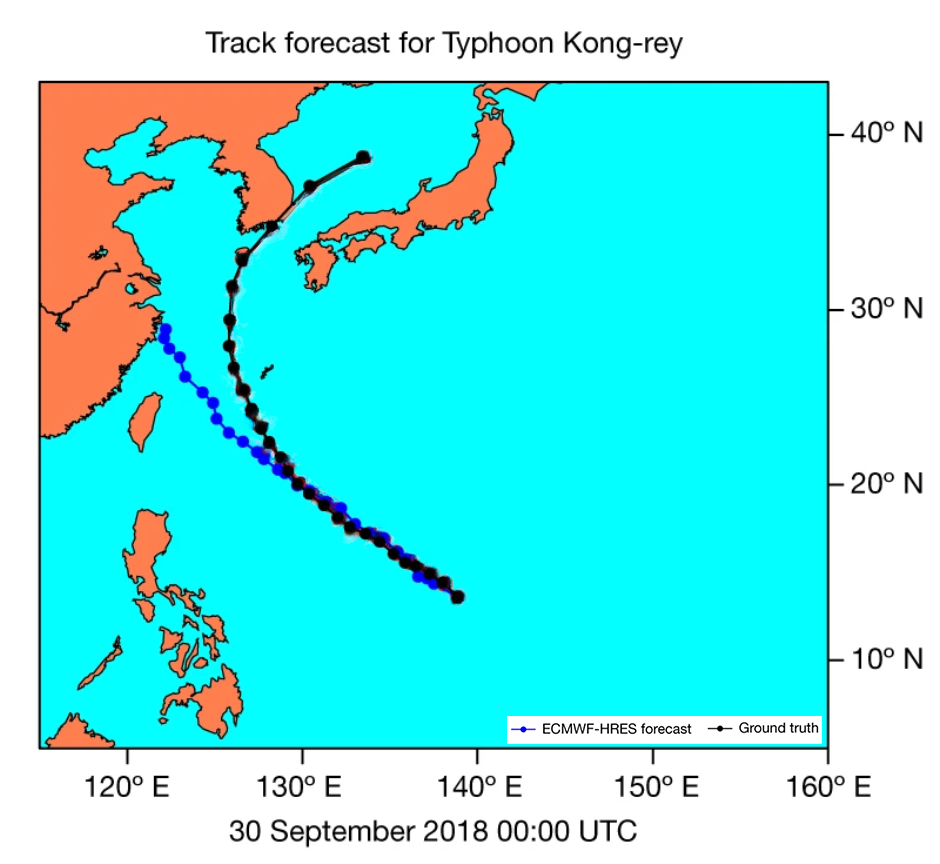 Track forecast for Typhoon Kong-rey
40° N
30° N
20° N
10° N
ECMWF-HRES forecast Ground truth
120° E 130° E 140° E 150° E 160° E
30 September 2018 00:00 UTC